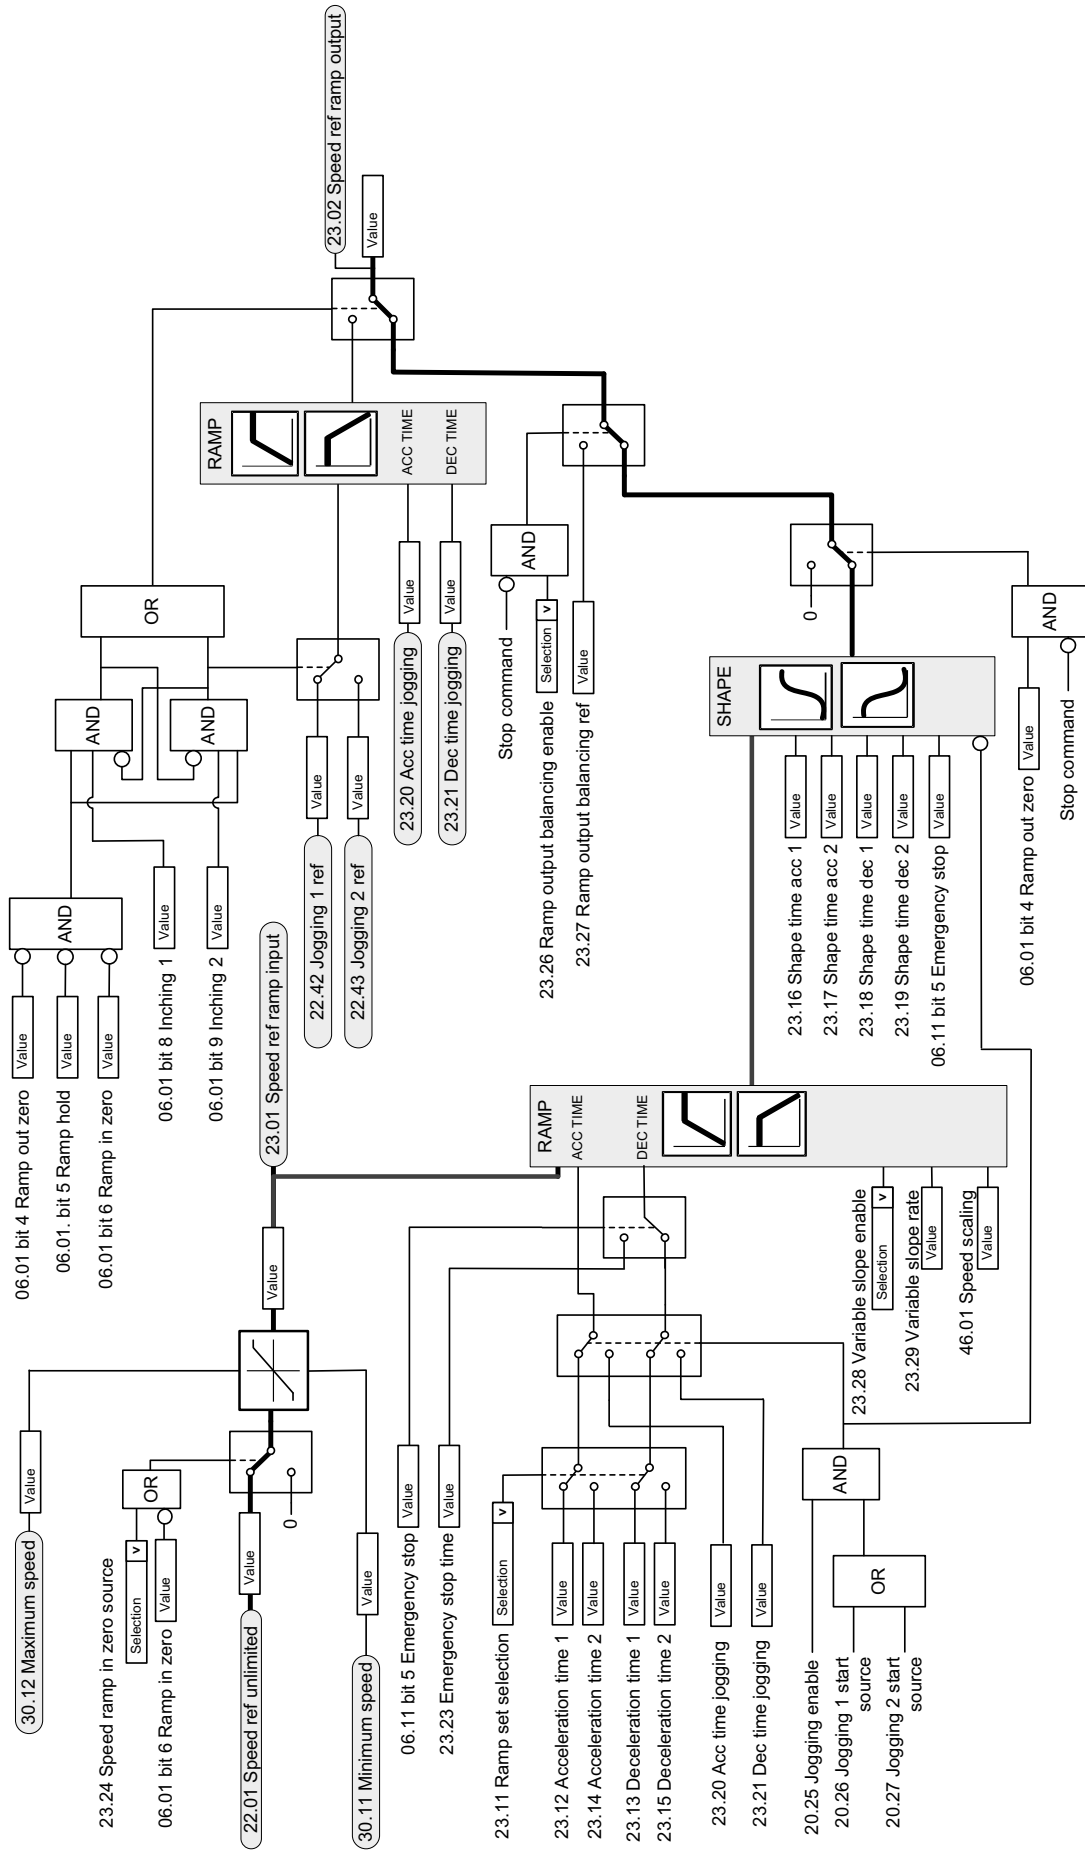 30.12 Maximum speed
Value
23.24 Speed ramp in zero source
Selection
v
OR
06.01 bit 6 Ramp in zero
Value
22.01 Speed ref unlimited
Value
0
30.11 Minimum speed
Value
Value
23.01 Speed ref ramp input
06.11 bit 5 Emergency stop
Value
23.23 Emergency stop time
Value
23.11 Ramp set selection
Selection
v
23.12 Acceleration time 1
Value
23.14 Acceleration time 2
Value
23.13 Deceleration time 1
Value
23.15 Deceleration time 2
Value
23.20 Acc time jogging
Value
23.21 Dec time jogging
Value
20.25 Jogging enable
20.26 Jogging 1 start
source
20.27 Jogging 2 start
source
OR
AND
23.28 Variable slope enable
Selection
v
23.29 Variable slope rate
Value
46.01 Speed scaling
Value
RAMP
ACC TIME
DEC TIME
06.01 bit 4 Ramp out zero
Value
06.01. bit 5 Ramp hold
Value
06.01 bit 6 Ramp in zero
Value
AND
06.01 bit 8 Inching 1
Value
06.01 bit 9 Inching 2
Value
AND
AND
OR
22.42 Jogging 1 ref
Value
22.43 Jogging 2 ref
Value
23.20 Acc time jogging
Value
23.21 Dec time jogging
Value
RAMP
ACC TIME
DEC TIME
Stop command
AND
23.26 Ramp output balancing enable
Selection
v
23.27 Ramp output balancing ref
Value
23.16 Shape time acc 1
Value
23.17 Shape time acc 2
Value
23.18 Shape time dec 1
Value
23.19 Shape time dec 2
Value
06.11 bit 5 Emergency stop
Value
SHAPE
0
06.01 bit 4 Ramp out zero
Value
Stop command
AND
23.02 Speed ref ramp output
Value